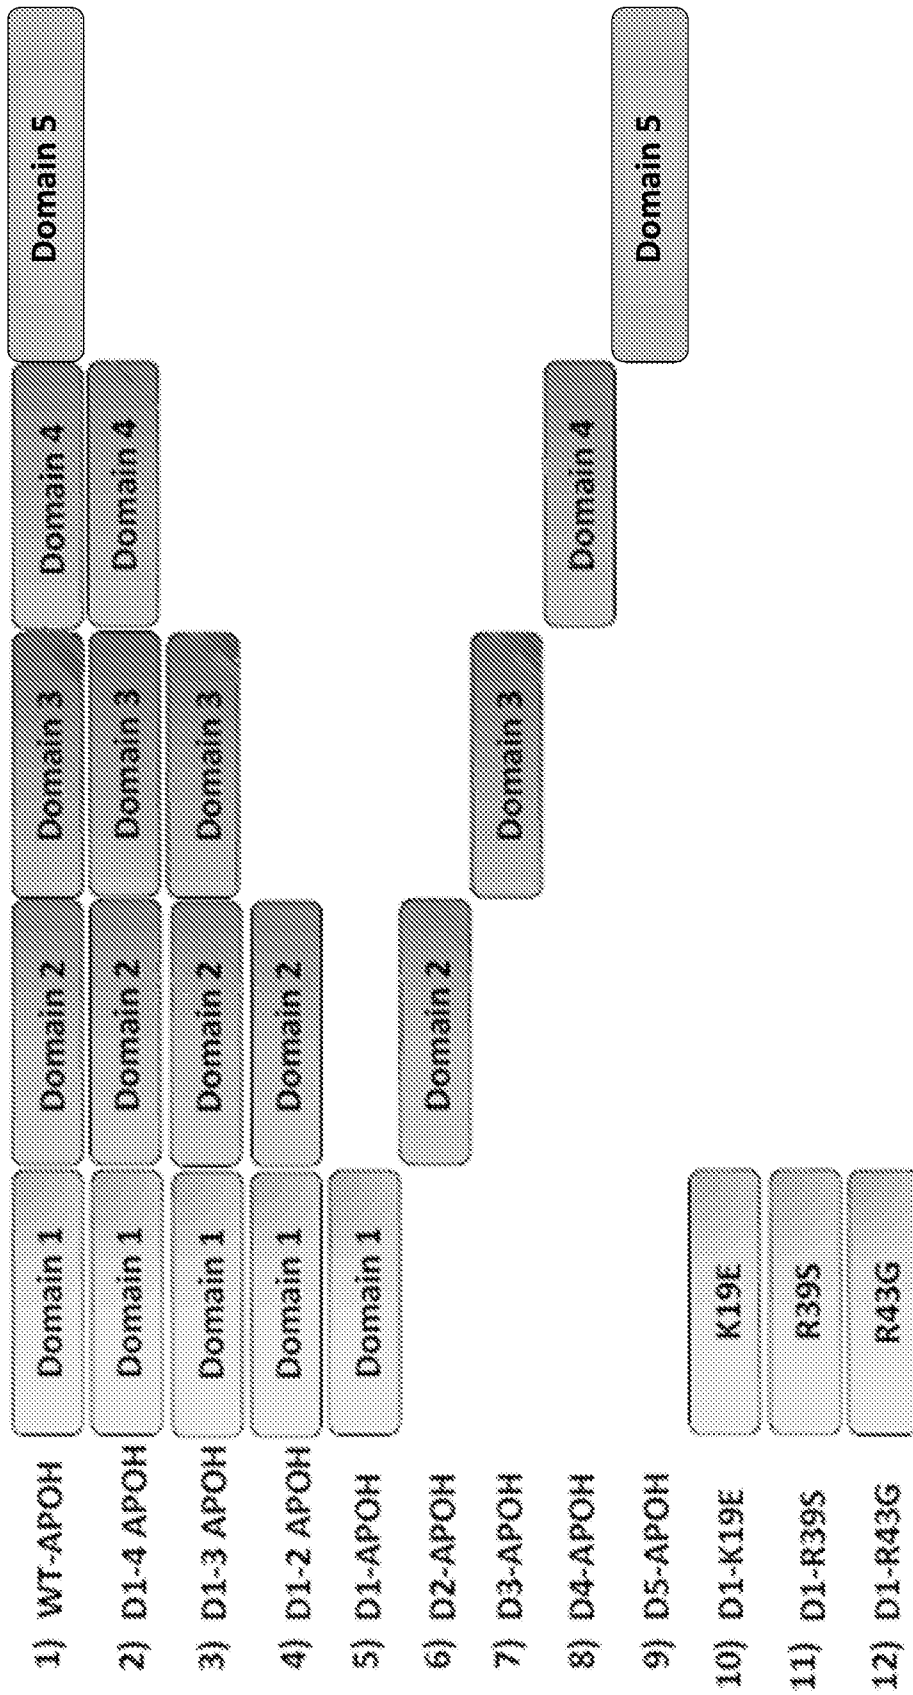 1) WT-APOH Domain 1 Domain 2 Domain 3 Domain 4 Domain 5
2) D1-4 APOH Domain 1 Domain 2 Domain 3 Domain 4
3) D1-3 APOH Domain 1 Domain 2 Domain 3
4) D1-2 APOH Domain 1 Domain 2
5) D1-APOH Domain 1
6) D2-APOH Domain 2
7) D3-APOH Domain 3
8) D4-APOH Domain 4
9) D5-APOH Domain 5
10) D1-K19E K19E
11) D1-R39S R39S
12) D1-R43G R43G